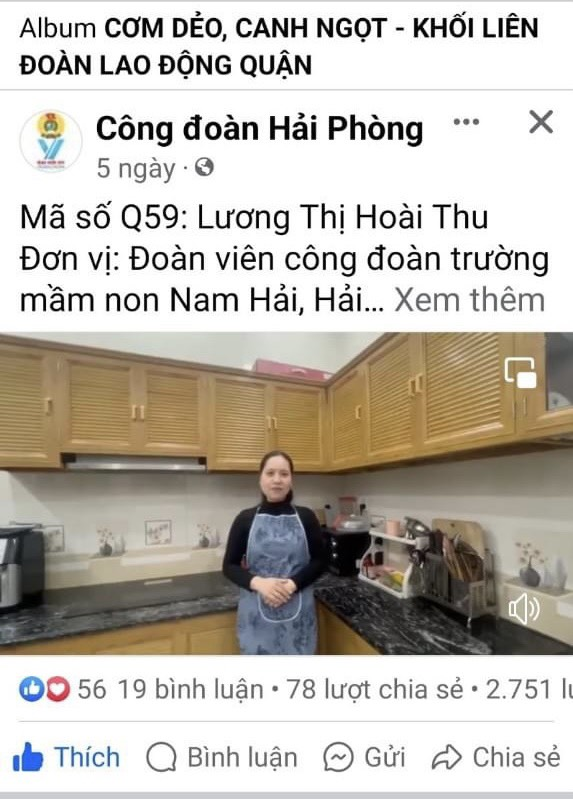 Album CƠM DẺO, CANH NGỌT - KHỐI LIÊN
ĐOÀN LAO ĐỘNG QUẬN
Công đoàn Hải Phòng
5 ngày
Mã số Q59: Lương Thị Hoài Thu
Đơn vị: Đoàn viên công đoàn trường
mầm non Nam Hải, Hải... Xem thêm
56 19 bình luận • 78 lượt chia sẻ • 2.751
Thích Bình luận Gửi Chia sẻ